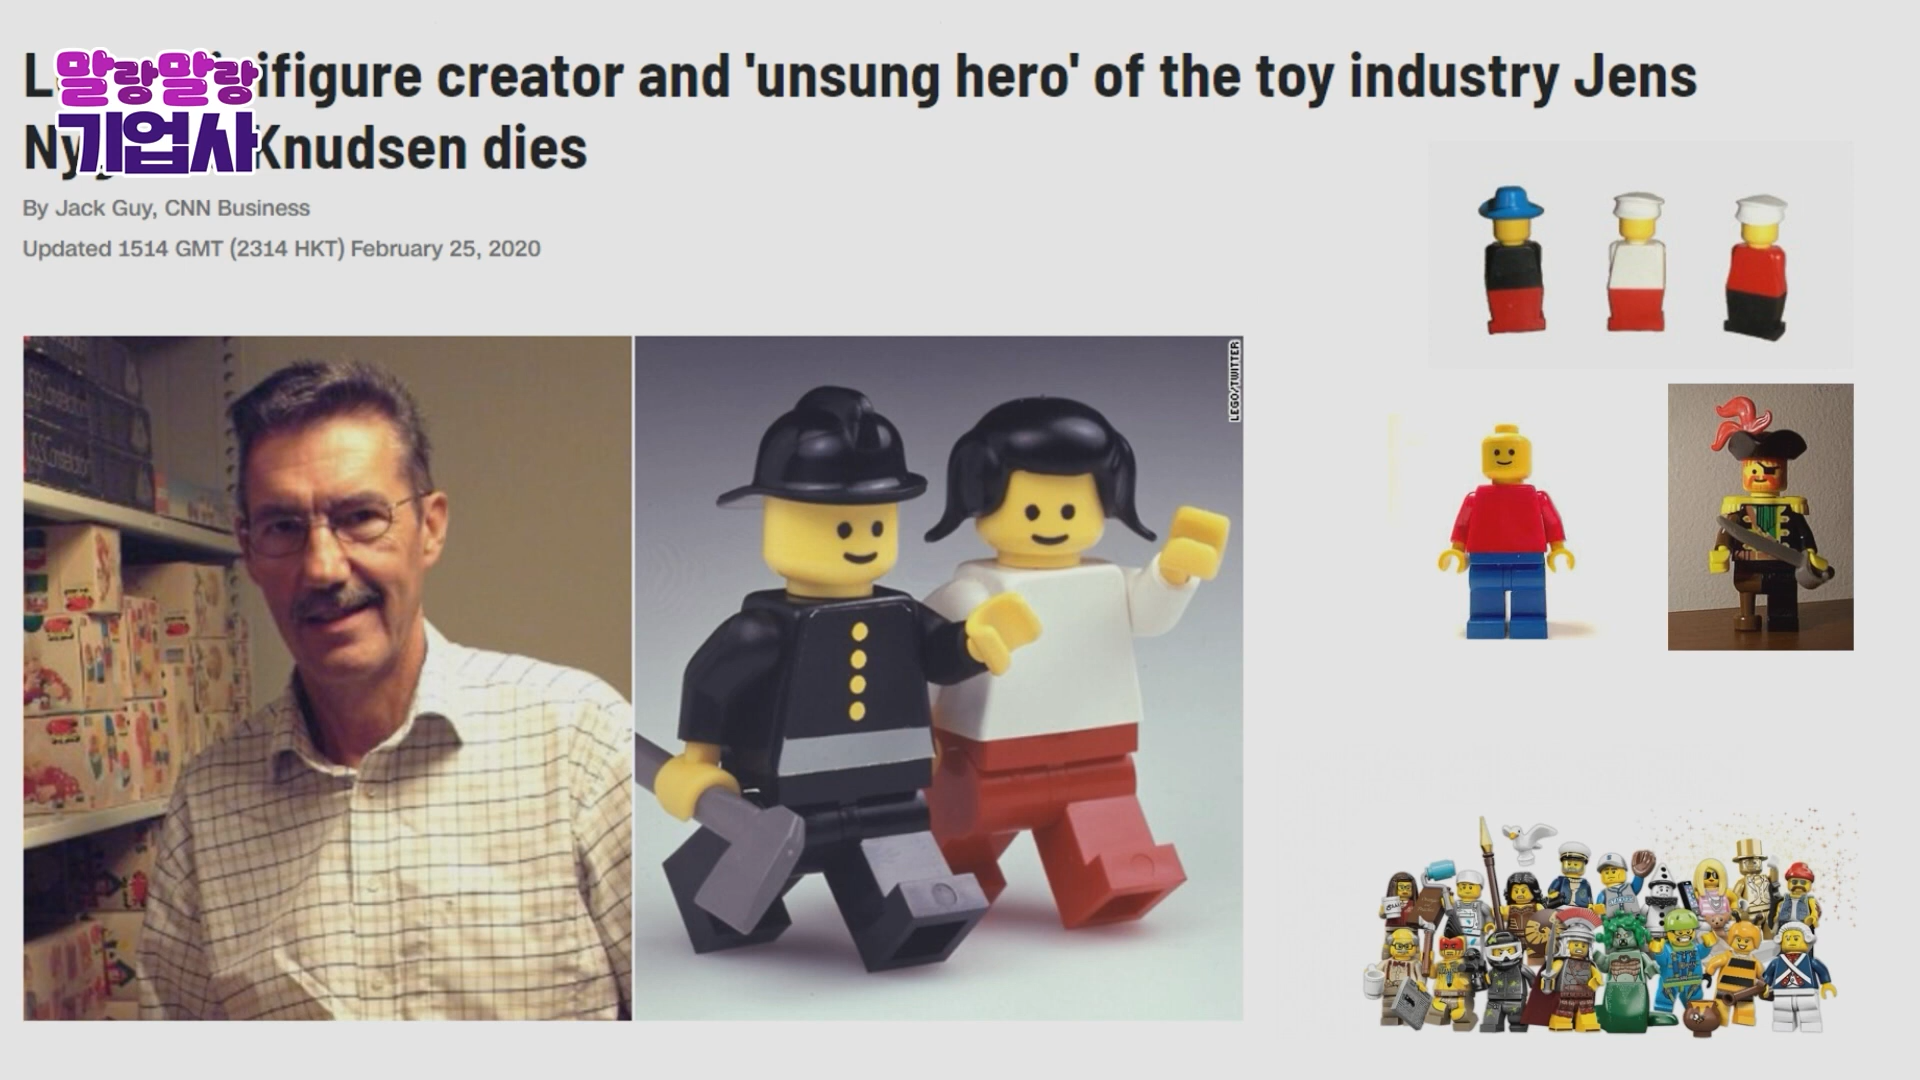 말랑말랑
기업사
ifigure creator and 'unsung hero' of the toy industry Jens
Knudsen dies
By Jack Guy, CNN Business
Updated 1514 GMT (2314 HKT) February 25, 2020
LEGO/TWITTER